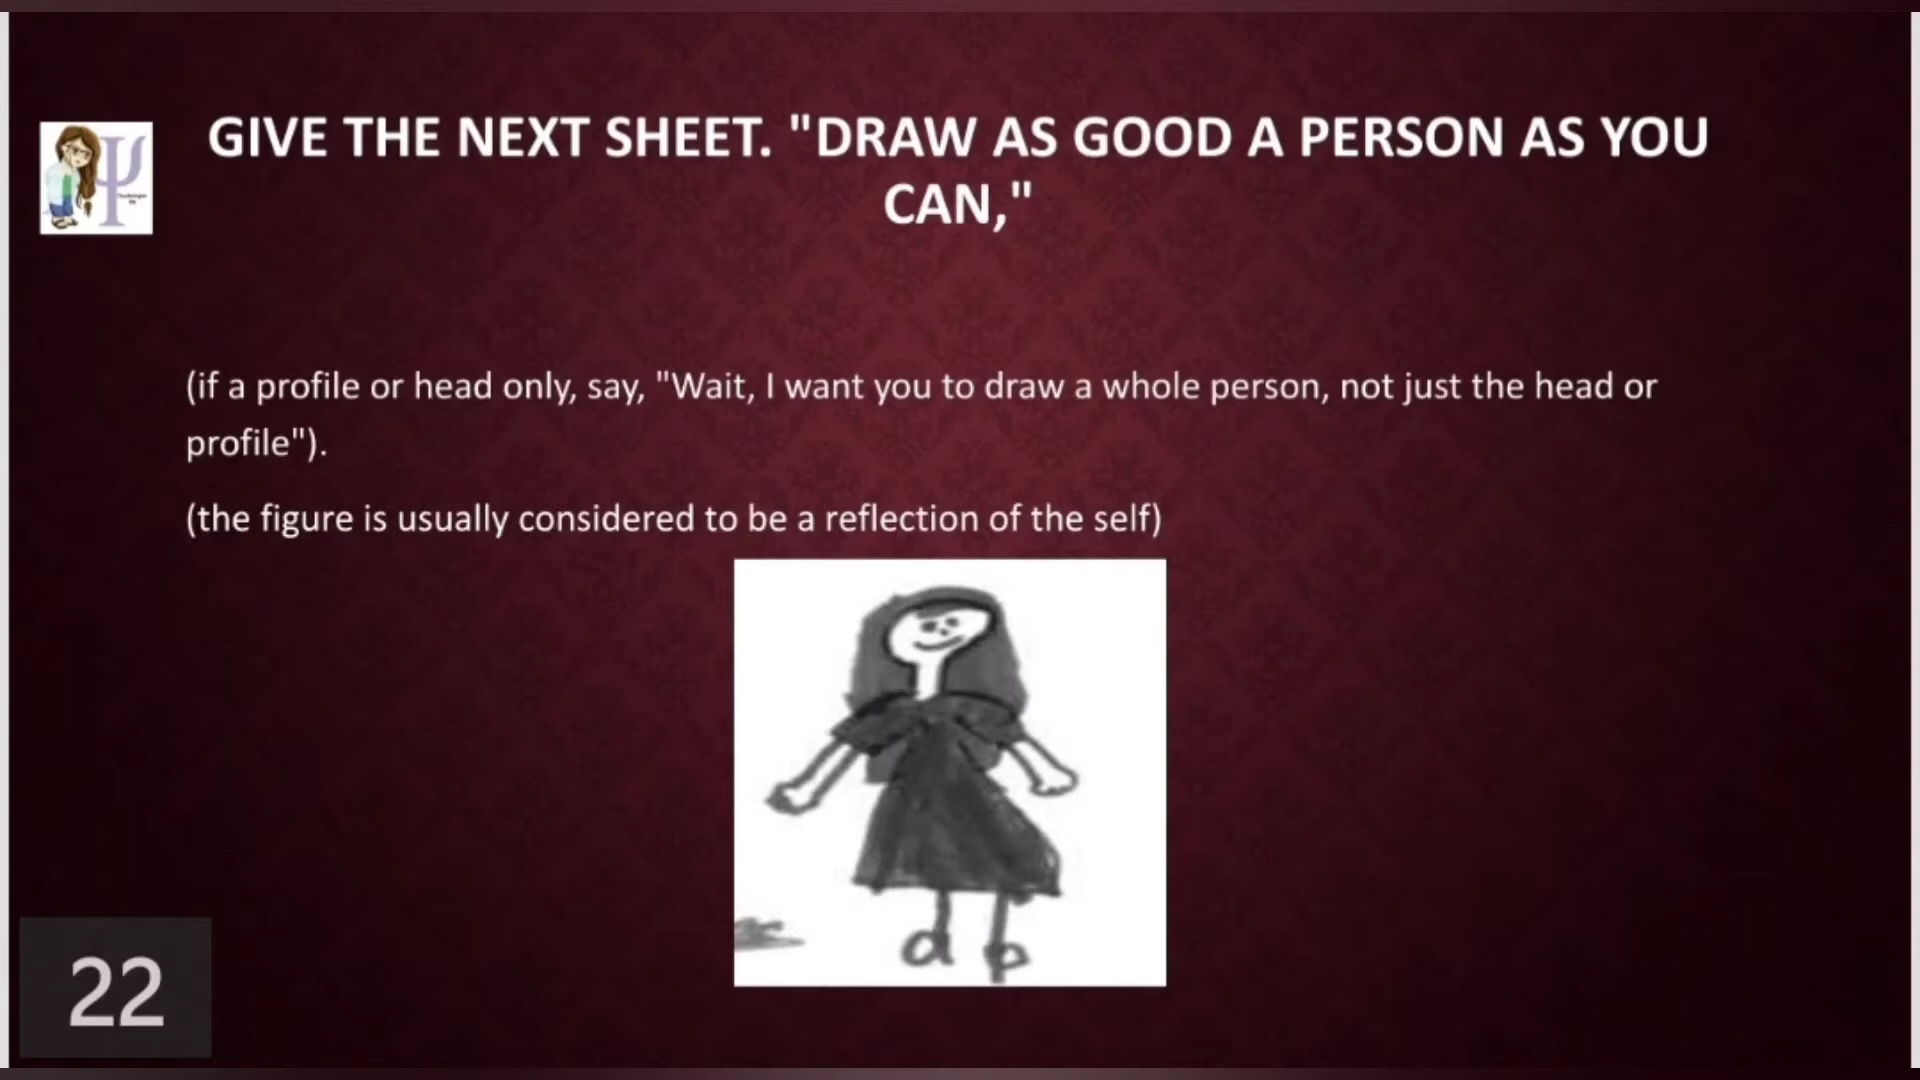 GIVE THE NEXT SHEET. "DRAW AS GOOD A PERSON AS YOU
CAN,"
(if a profile or head only, say, "Wait, I want you to draw a whole person, not just the head or
profile").
(the figure is usually considered to be a reflection of the self)
22